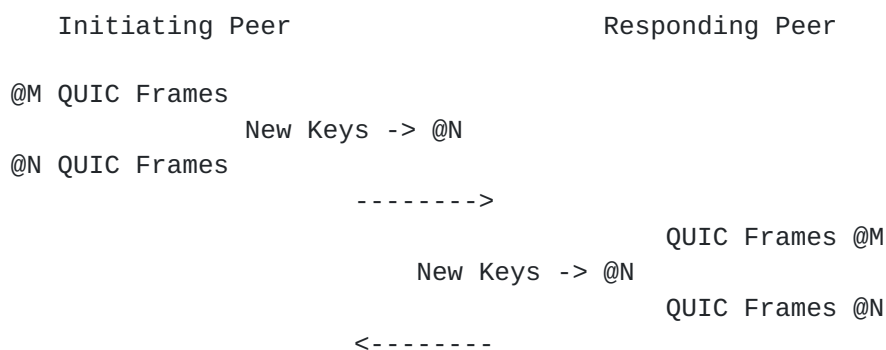 Initiating Peer Responding Peer
@M QUIC Frames
New Keys -> @N
@N QUIC Frames
-------->
QUIC Frames @M
New Keys -> @N
QUIC Frames @N
<--------